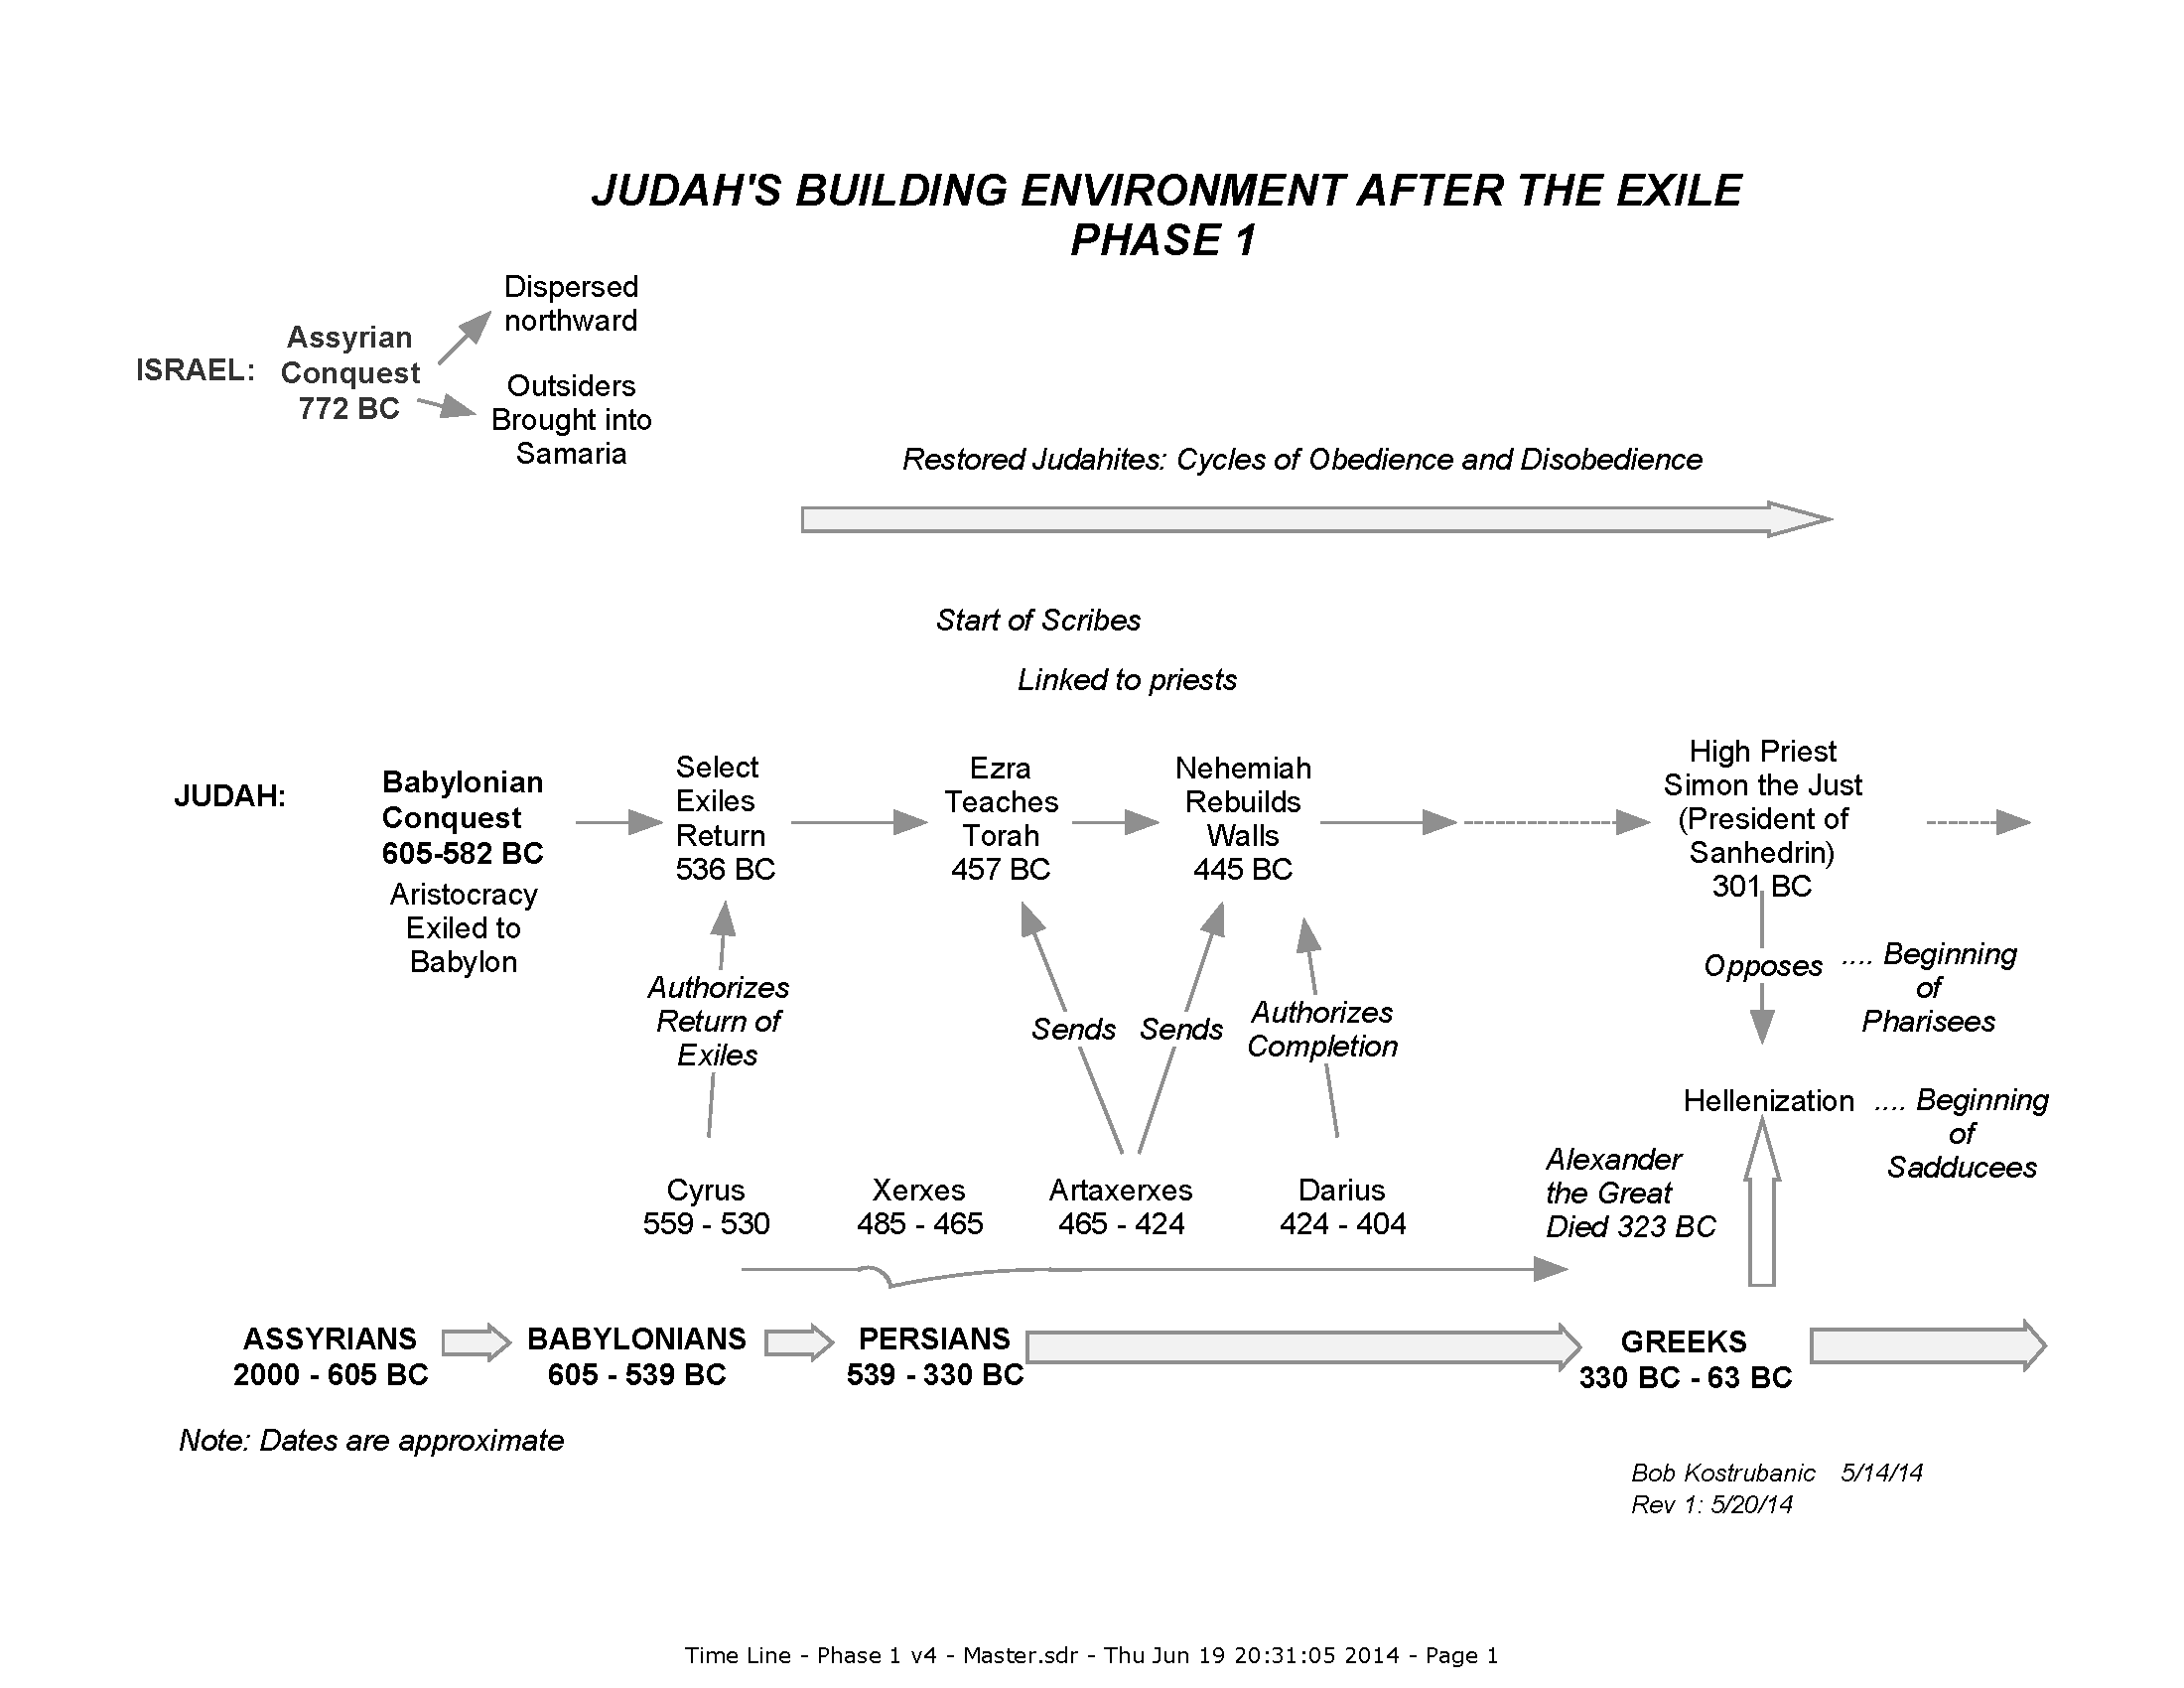 JUDAH'S BUILDING ENVIRONMENT AFTER THE EXILE
PHASE 1
Dispersed
northward
ISRAEL:
Assyrian
Conquest
772 BC
Outsiders
Brought into
Samaria
Restored Judahites: Cycles of Obedience and Disobedience
Start of Scribes
Linked to priests
JUDAH:
Babylonian
Conquest
605-582 BC
Aristocracy
Exiled to
Babylon
Select
Exiles
Return
536 BC
Ezra
Teaches
Torah
457 BC
Nehemiah
Rebuilds
Walls
445 BC
High Priest
Simon the Just
(President of
Sanhedrin)
301 BC
Authorizes
Return of
Exiles
Sends
Sends
Authorizes
Completion
Opposes
.... Beginning
of
Pharisees
Hellenization
.... Beginning
of
Sadducees
Cyrus
559 - 530
Xerxes
485 - 465
Artaxerxes
465 - 424
Darius
424 - 404
Alexander
the Great
Died 323 BC
ASSYRIANS
2000 - 605 BC
BABYLONIANS
605 - 539 BC
PERSIANS
539 - 330 BC
GREEKS
330 BC - 63 BC
Note: Dates are approximate
Bob Kostrubanic 5/14/14
Rev 1: 5/20/14
Time Line - Phase 1 v4 - Master.sdr - Thu Jun 19 20:31:05 2014 - Page 1